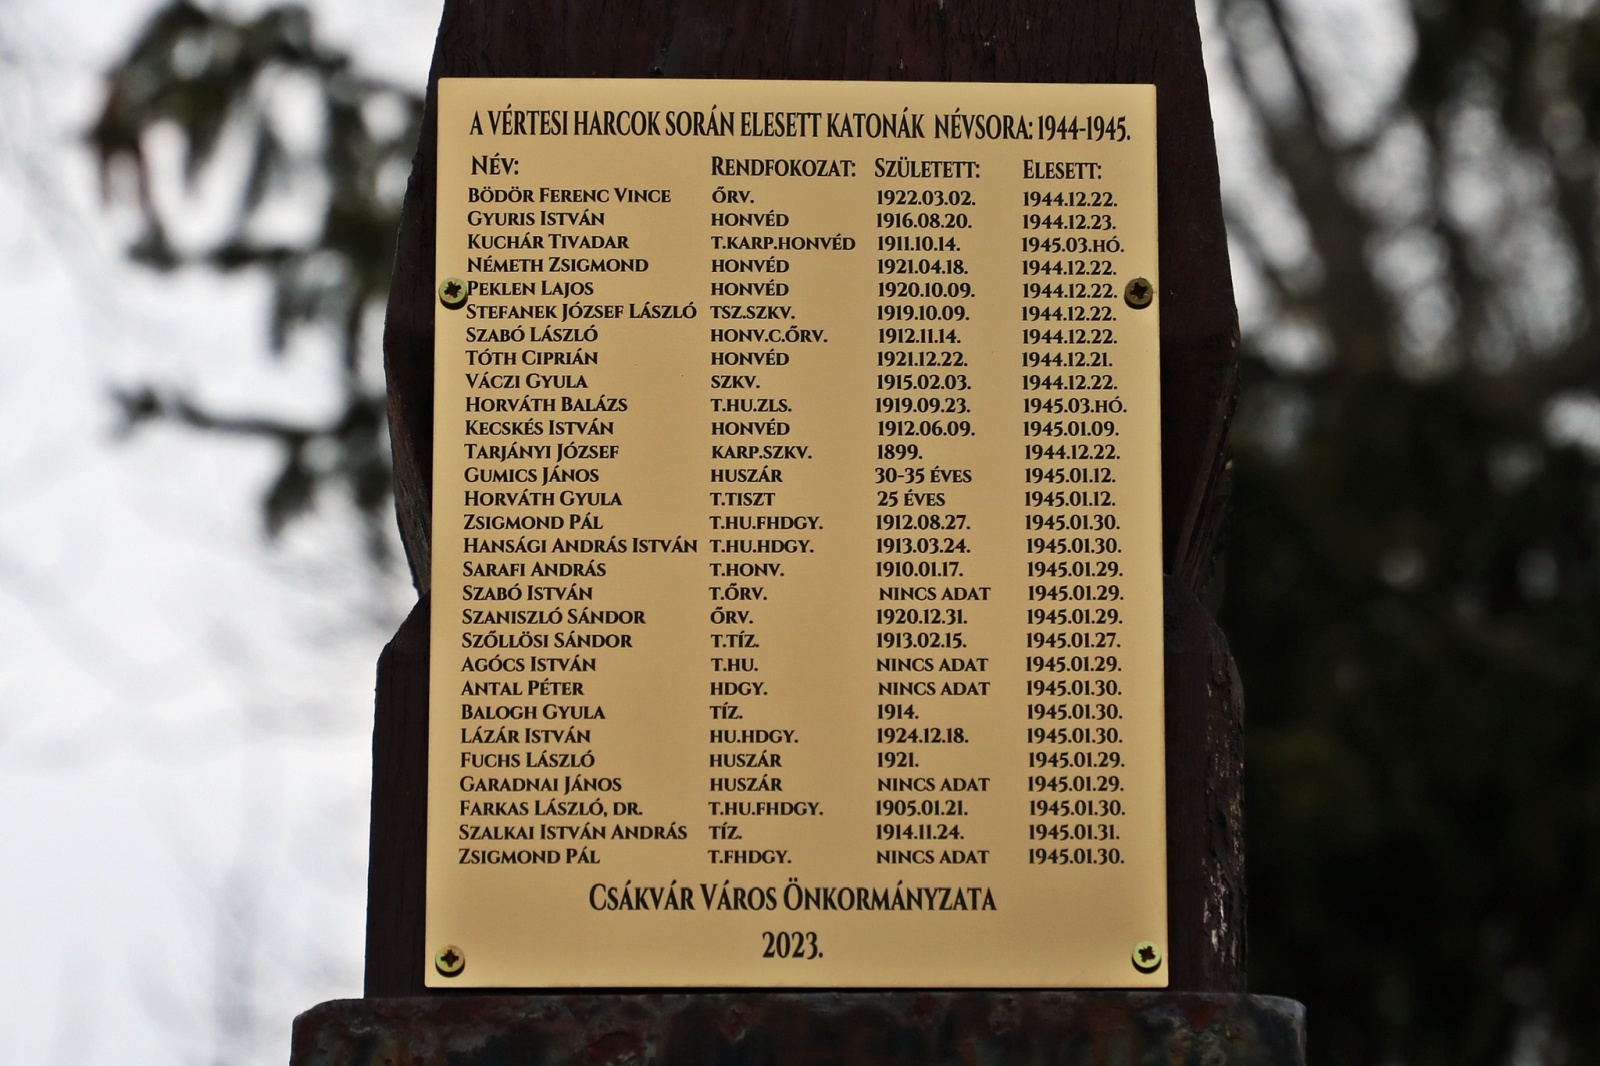 A VÉRTESI HARCOK SORÁN ELESETT KATONÁK NÉVSORA: 1944-1945.
NÉV: RENDFOKOZAT: SZÜLETETT: ELESETT:
BÖDÖR FERENC VINCE ŐRV. 1922.03.02. 1944.12.22.
GYURIS ISTVÁN HONVÉD 1916.08.20. 1944.12.23.
KUCHÁR TIVADAR T.KARP.HONVÉD 1911.10.14. 1945.03.HÓ.
NÉMETH ZSIGMOND HONVÉD 1921.04.18. 1944.12.22.
PEKLEN LAJOS HONVÉD 1920.10.09. 1944.12.22.
STEFANEK JÓZSEF LÁSZLÓ TSZ.SZKV. 1919.10.09. 1944.12.22.
SZABÓ LÁSZLÓ HONV.C.ŐRV. 1912.11.14. 1944.12.22.
TÓTH CIPRIÁN HONVÉD 1921.12.22. 1944.12.21.
VÁCZI GYULA SZKV. 1915.02.03. 1944.12.22.
HORVÁTH BALÁZS T.HU.ZLS. 1919.09.23. 1945.03.HÓ.
KECSKÉS ISTVÁN HONVÉD 1912.06.09. 1945.01.09.
TARJÁNYI JÓZSEF KARP.SZKV. 1899. 1944.12.22.
GUMICS JÁNOS HUSZÁR 30-35 ÉVES 1945.01.12.
HORVÁTH GYULA T.TISZT 25 ÉVES 1945.01.12.
ZSIGMOND PÁL T.HU.FHDGY. 1912.08.27. 1945.01.30.
HANSÁGI ANDRÁS ISTVÁN T.HU.HDGY. 1913.03.24. 1945.01.30.
SARAFI ANDRÁS T.HONV. 1910.01.17. 1945.01.29.
SZABÓ ISTVÁN T.ŐRV. NINCS ADAT 1945.01.29.
SZANISZLÓ SÁNDOR ŐRV. 1920.12.31. 1945.01.29.
SZŐLLÖSI SÁNDOR T.TÍZ. 1913.02.15. 1945.01.27.
AGÓCS ISTVÁN T.HU. NINCS ADAT 1945.01.29.
ANTAL PÉTER HDGY. NINCS ADAT 1945.01.30.
BALOGH GYULA TÍZ. 1914. 1945.01.30.
LÁZÁR ISTVÁN HU.HDGY. 1924.12.18. 1945.01.30.
FUCHS LÁSZLÓ HUSZÁR 1921. 1945.01.29.
GARADNAI JÁNOS HUSZÁR NINCS ADAT 1945.01.29.
FARKAS LÁSZLÓ, DR. T.HU.FHDGY. 1905.01.21. 1945.01.30.
SZALKAI ISTVÁN ANDRÁS TÍZ. 1914.11.24. 1945.01.31.
ZSIGMOND PÁL T.FHDGY. NINCS ADAT 1945.01.30.
CSÁKVÁR VÁROS ÖNKORMÁNYZATA
2023.